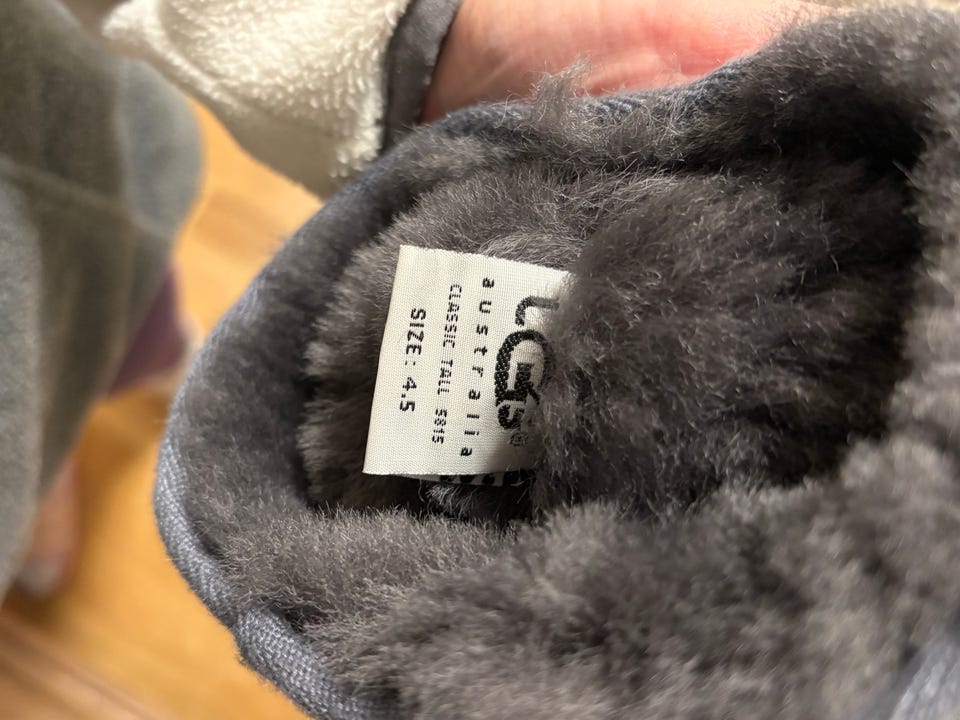 UGG
australia
CLASSIC TALL 5815
SIZE: 4.5